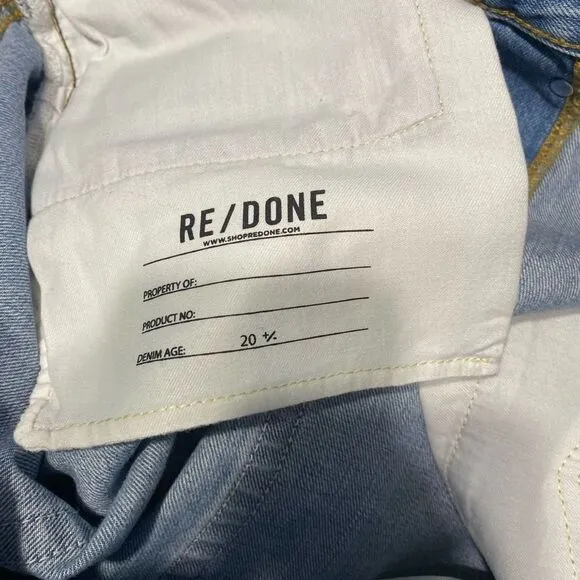 RE/DONE
WWW.SHOPREDONE.COM
PROPERTY OF:
PRODUCT NO:
DENIM AGE: 20 +/-